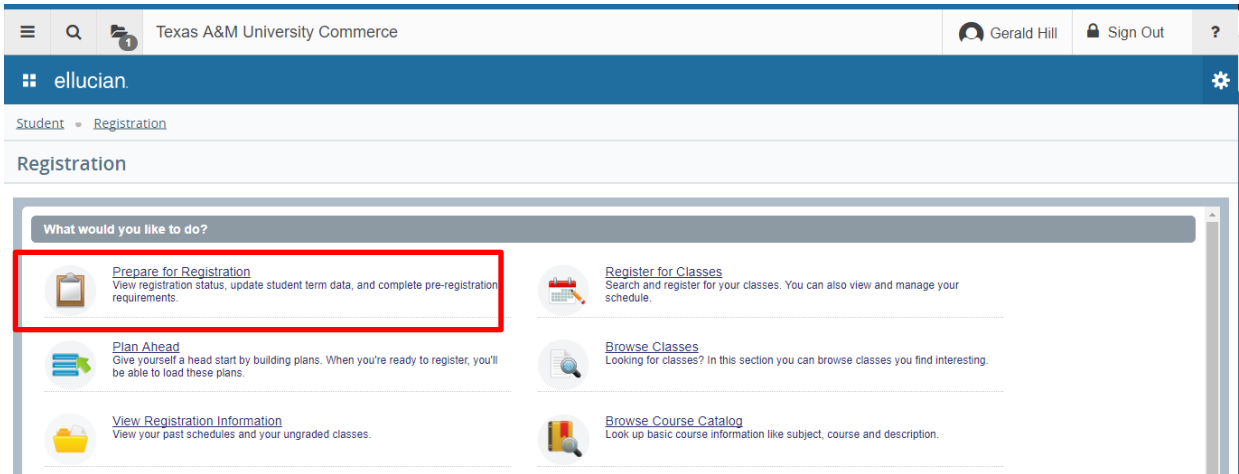 1
Texas A&M University Commerce
Gerald Hill
Sign Out
?
ellucian.
Student
Registration
Registration
What would you like to do?
Prepare for Registration
View registration status, update student term data, and complete pre-registration
requirements.
Register for Classes
Search and register for your classes. You can also view and manage your
schedule.
Plan Ahead
Give yourself a head start by building plans. When you're ready to register, you'll
be able to load these plans.
Browse Classes
Looking for classes? In this section you can browse classes you find interesting.
View Registration Information
View your past schedules and your ungraded classes.
Browse Course Catalog
Look up basic course information like subject, course and description.